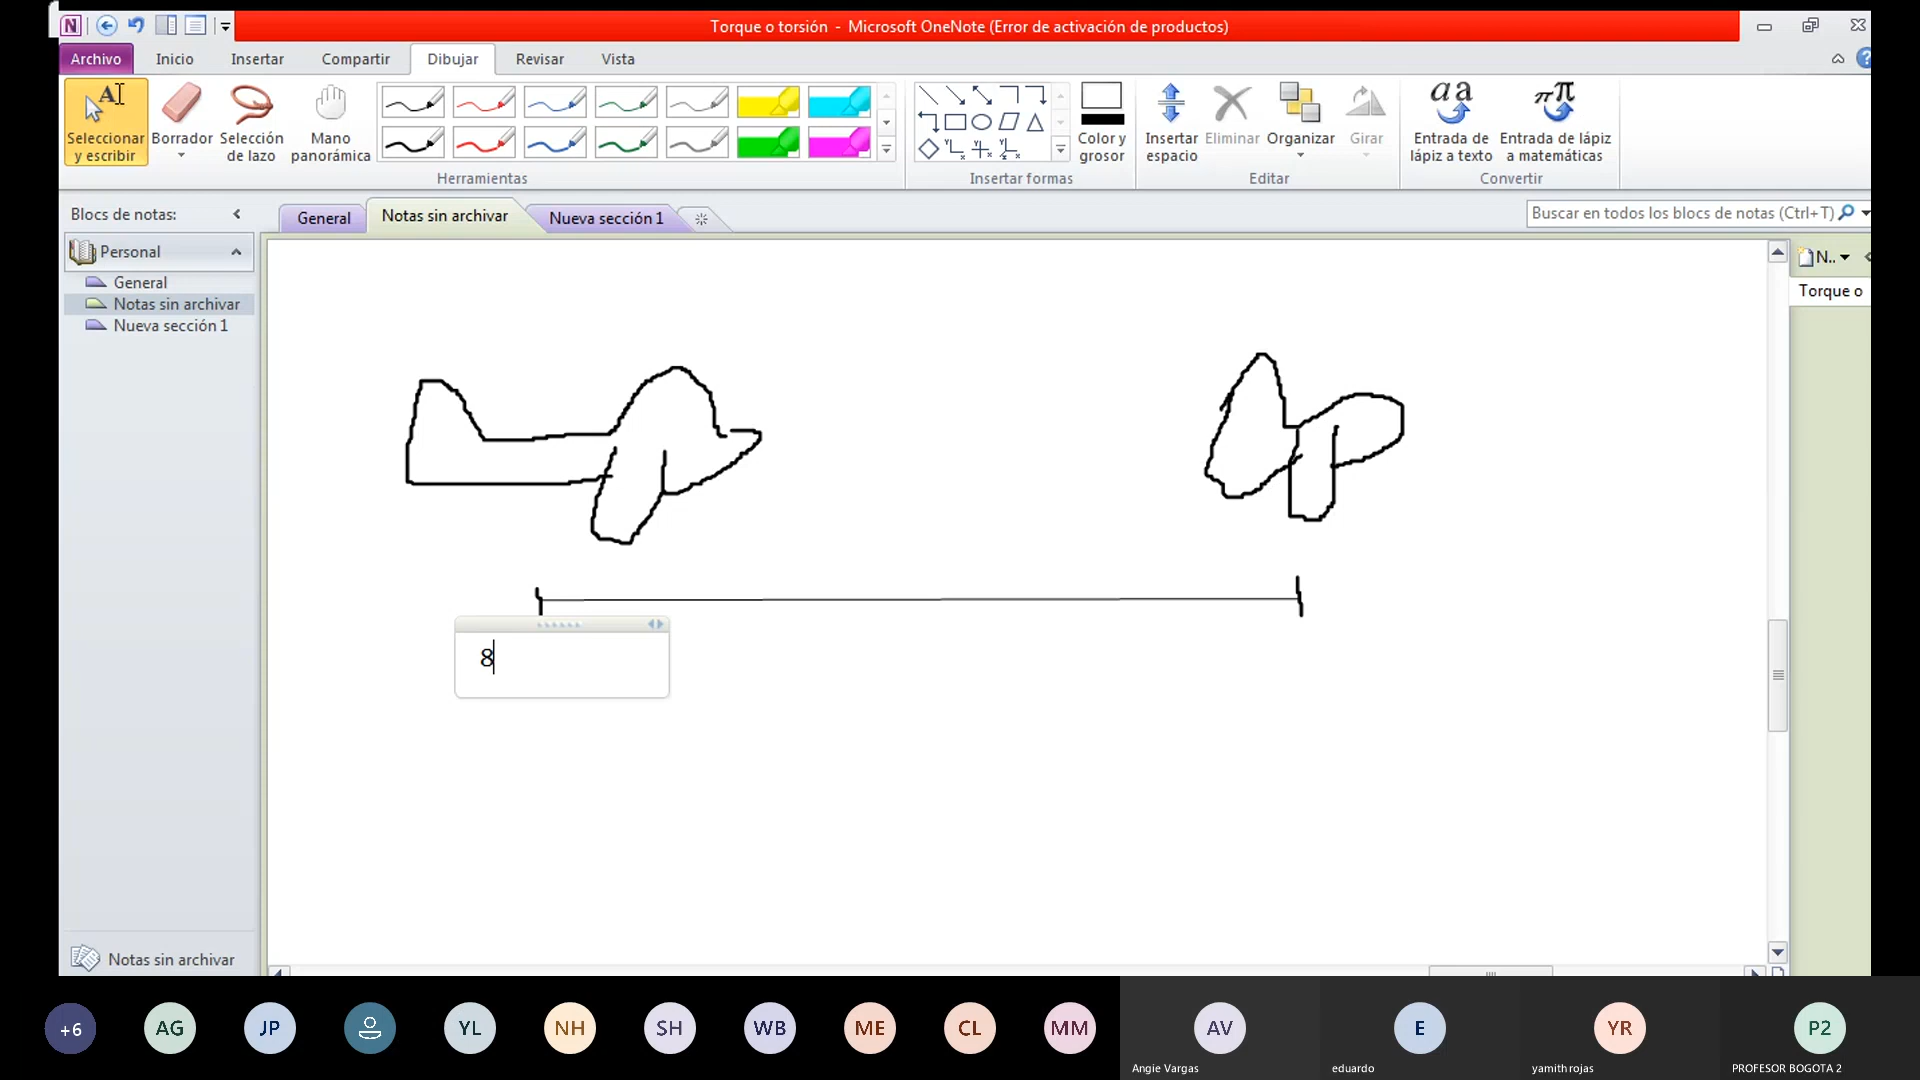 Torque o torsión - Microsoft OneNote (Error de activación de productos)
Archivo Inicio Insertar Compartir Dibujar Revisar Vista
Seleccionar y escribir
Borrador
Selección de lazo
Mano panorámica
Color y grosor
Insertar espacio
Eliminar
Organizar
Girar
Entrada de lápiz a texto
Entrada de lápiz a matemáticas
Herramientas Insertar formas Editar Convertir
Blocs de notas:
General Notas sin archivar Nueva sección 1
Buscar en todos los blocs de notas (Ctrl+T)
Personal
General
Notas sin archivar
Nueva sección 1
N..
Torque o
8
Notas sin archivar
+6 AG JP YL NH SH WB ME CL MM AV E YR P2
Angie Vargas eduardo yamith rojas PROFESOR BOGOTA 2